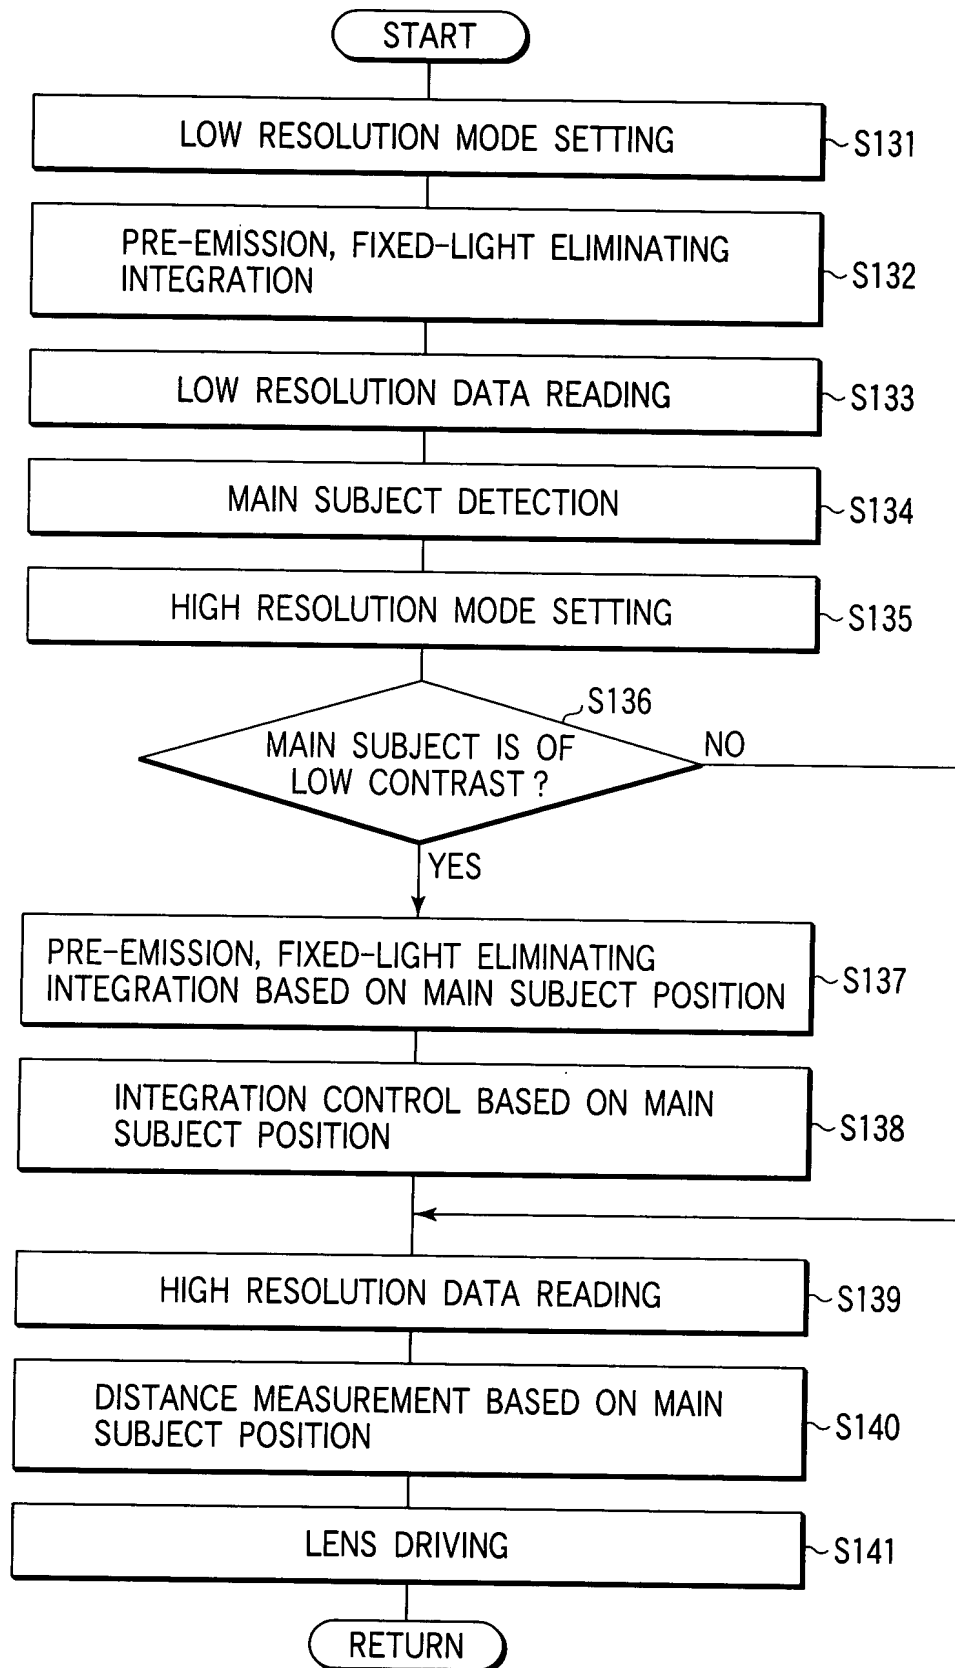 START
LOW RESOLUTION MODE SETTING
S131
PRE-EMISSION, FIXED-LIGHT ELIMINATING
INTEGRATION
S132
LOW RESOLUTION DATA READING
S133
MAIN SUBJECT DETECTION
S134
HIGH RESOLUTION MODE SETTING
S135
S136
MAIN SUBJECT IS OF
LOW CONTRAST ?
NO
YES
PRE-EMISSION, FIXED-LIGHT ELIMINATING
INTEGRATION BASED ON MAIN SUBJECT POSITION
S137
INTEGRATION CONTROL BASED ON MAIN
SUBJECT POSITION
S138
HIGH RESOLUTION DATA READING
S139
DISTANCE MEASUREMENT BASED ON MAIN
SUBJECT POSITION
S140
LENS DRIVING
S141
RETURN